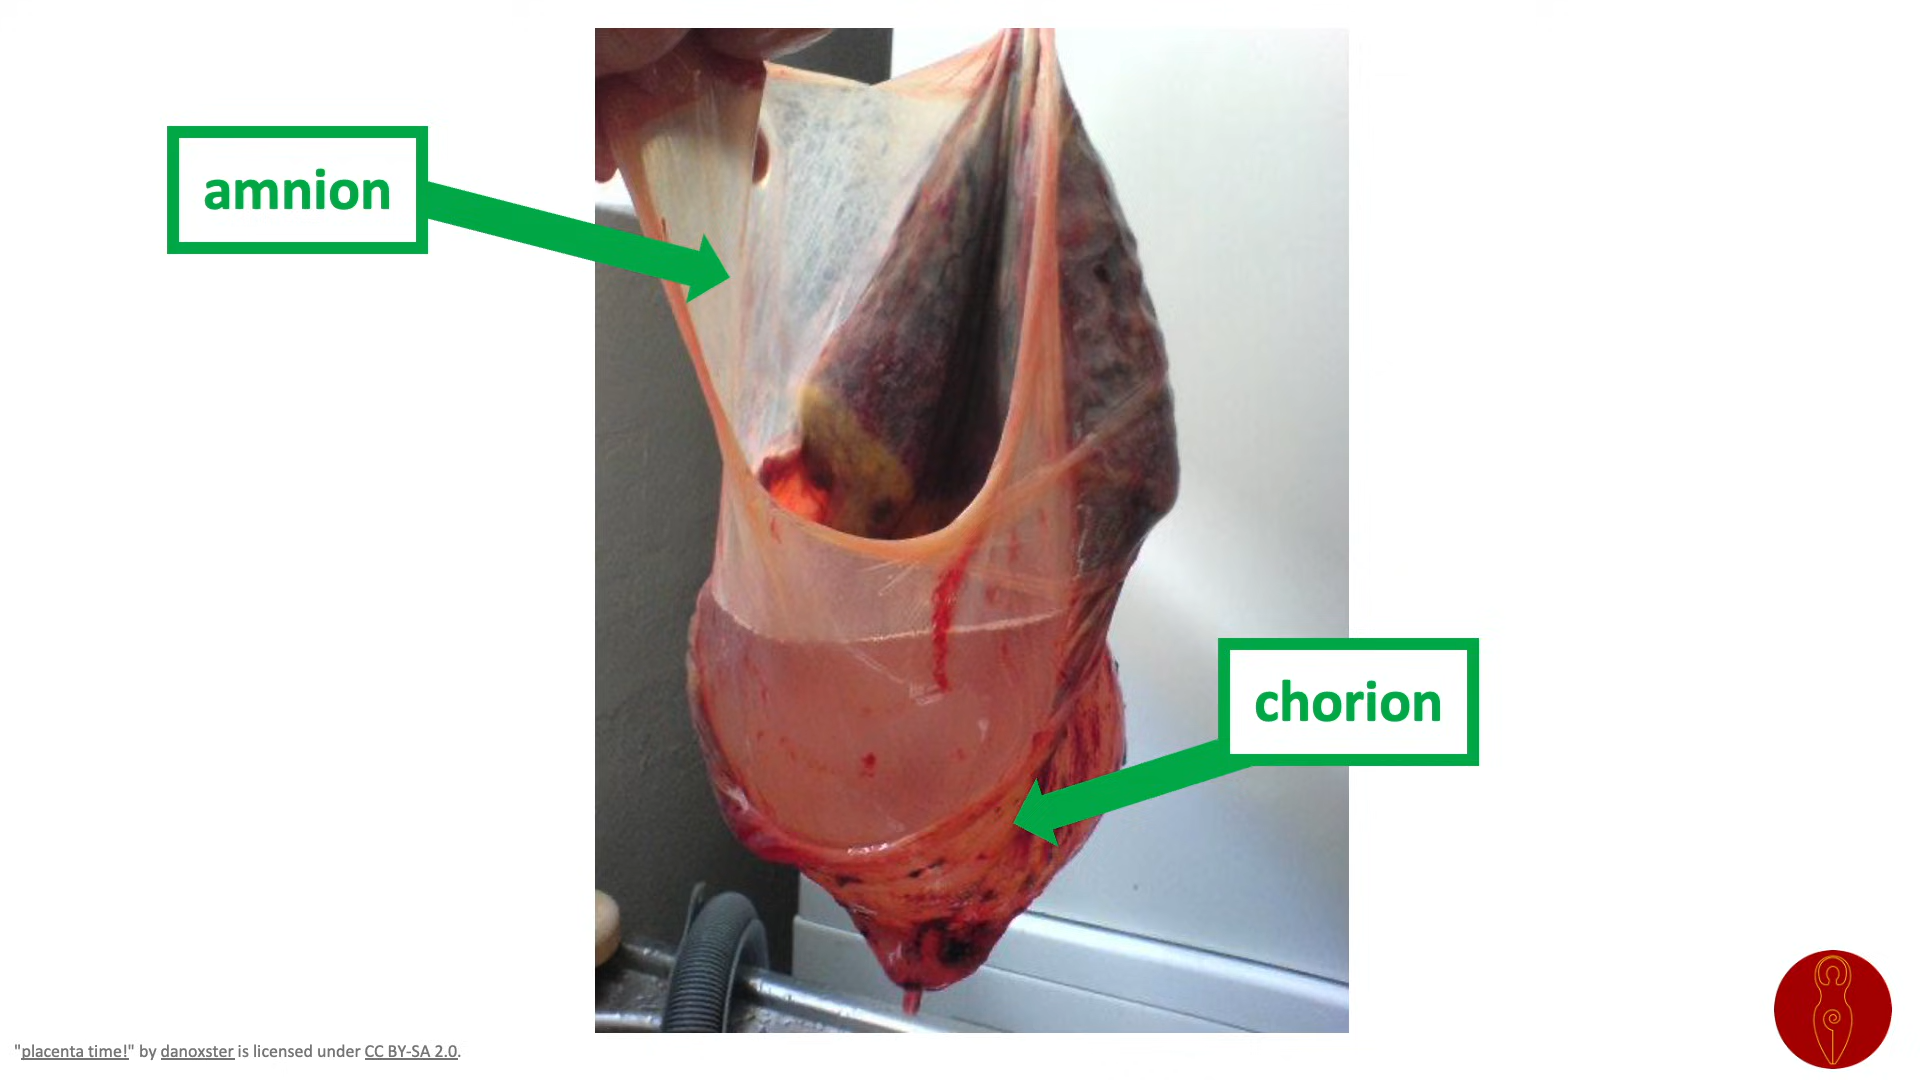 amnion
chorion
"placenta time!" by danoxster is licensed under CC BY-SA 2.0.